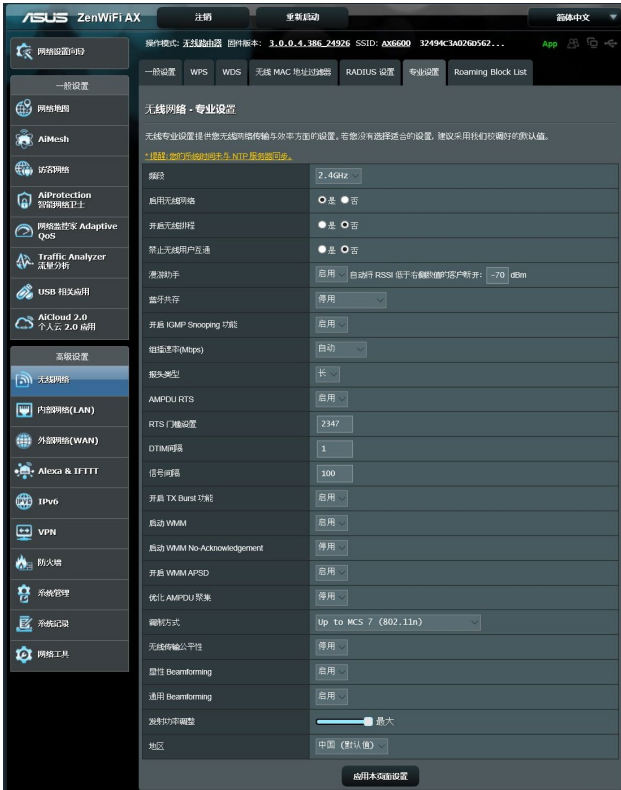 ASUS ZenWiFi AX 注销 重新启动 简体中文
操作模式: 无线路由器 固件版本: 3.0.0.4.386_24926 SSID: AX6600 32494C3A026D562... App
网络设置向导
一般设置
网络地图
AiMesh
访客网络
AiProtection
智能网络卫士
网络监控家 Adaptive
QoS
Traffic Analyzer
流量分析
USB 相关应用
AiCloud 2.0
个人云 2.0 应用
高级设置
无线网络
内部网络(LAN)
外部网络(WAN)
Alexa & IFTTT
IPv6
VPN
防火墙
系统管理
系统记录
网络工具
一般设置 WPS WDS 无线 MAC 地址过滤器 RADIUS 设置 专业设置 Roaming Block List
无线网络 - 专业设置
无线专业设置提供您无线网络传输与效率方面的设置。若您没有选择适合的设置, 建议采用我们校调好的默认值。
* 提醒: 您的系统时间未与 NTP 服务器同步。
频段 2.4GHz
启用无线网络 是 否
开启无线排程 是 否
禁止无线用户互通 是 否
漫游助手 启用 自动将 RSSI 低于右侧数值的客户断开: -70 dBm
蓝牙共存 停用
开启 IGMP Snooping 功能 启用
组播速率(Mbps) 自动
报头类型 长
AMPDU RTS 启用
RTS 门槛设置 2347
DTIM间隔 1
信号间隔 100
开启 TX Burst 功能 启用
启动 WMM 启用
启动 WMM No-Acknowledgement 停用
开启 WMM APSD 启用
优化 AMPDU 聚集 停用
调制方式 Up to MCS 7 (802.11n)
无线传输公平性 停用
显性 Beamforming 启用
通用 Beamforming 启用
发射功率调整 最大
地区 中国 (默认值)
应用本页面设置